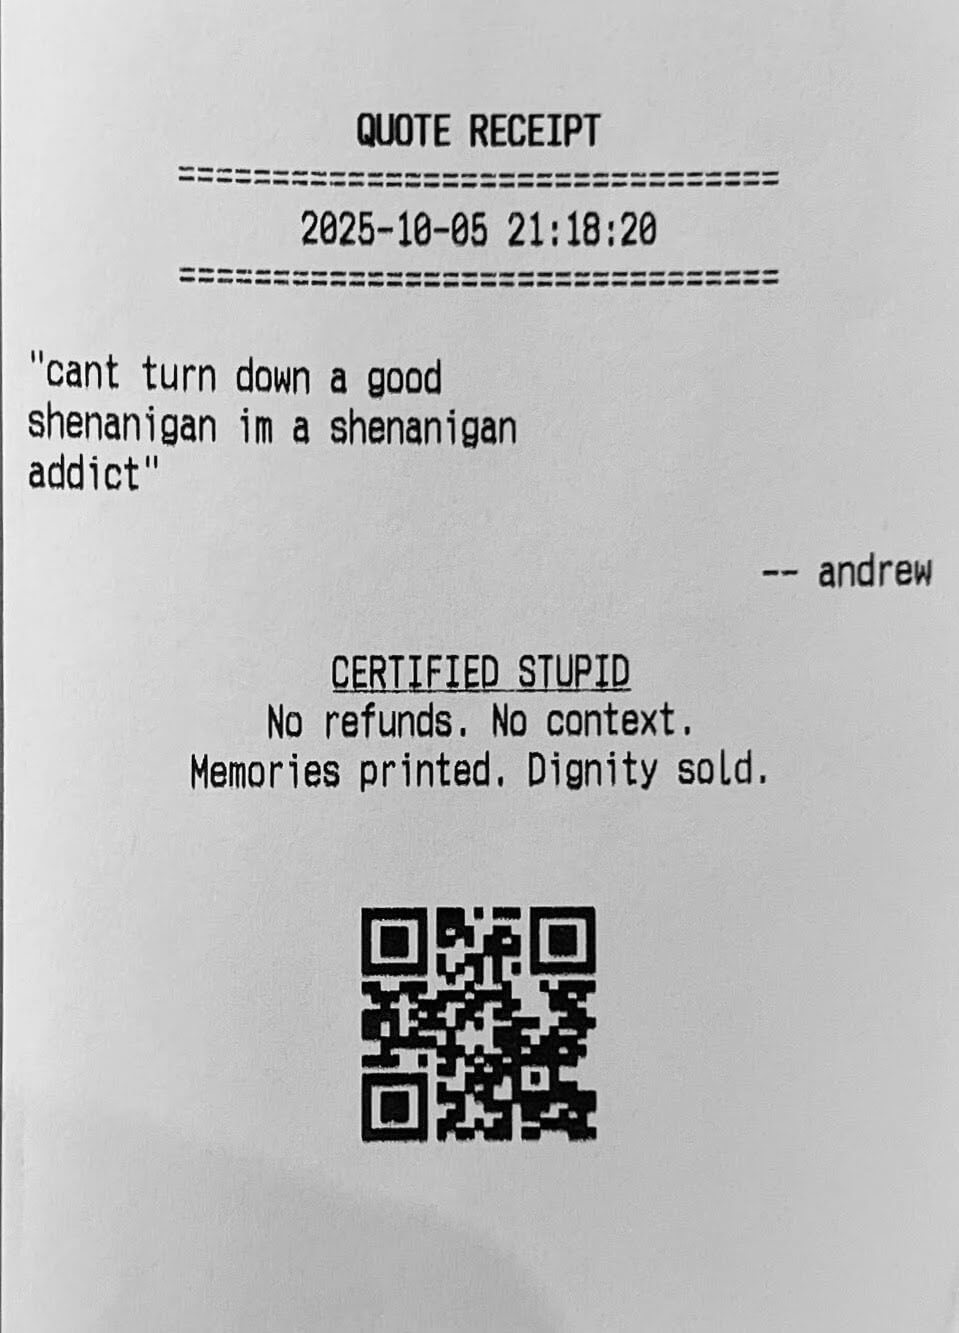 QUOTE RECEIPT
================================
2025-10-05 21:18:20
================================
"cant turn down a good
shenanigan im a shenanigan
addict"
-- andrew
CERTIFIED STUPID
No refunds. No context.
Memories printed. Dignity sold.